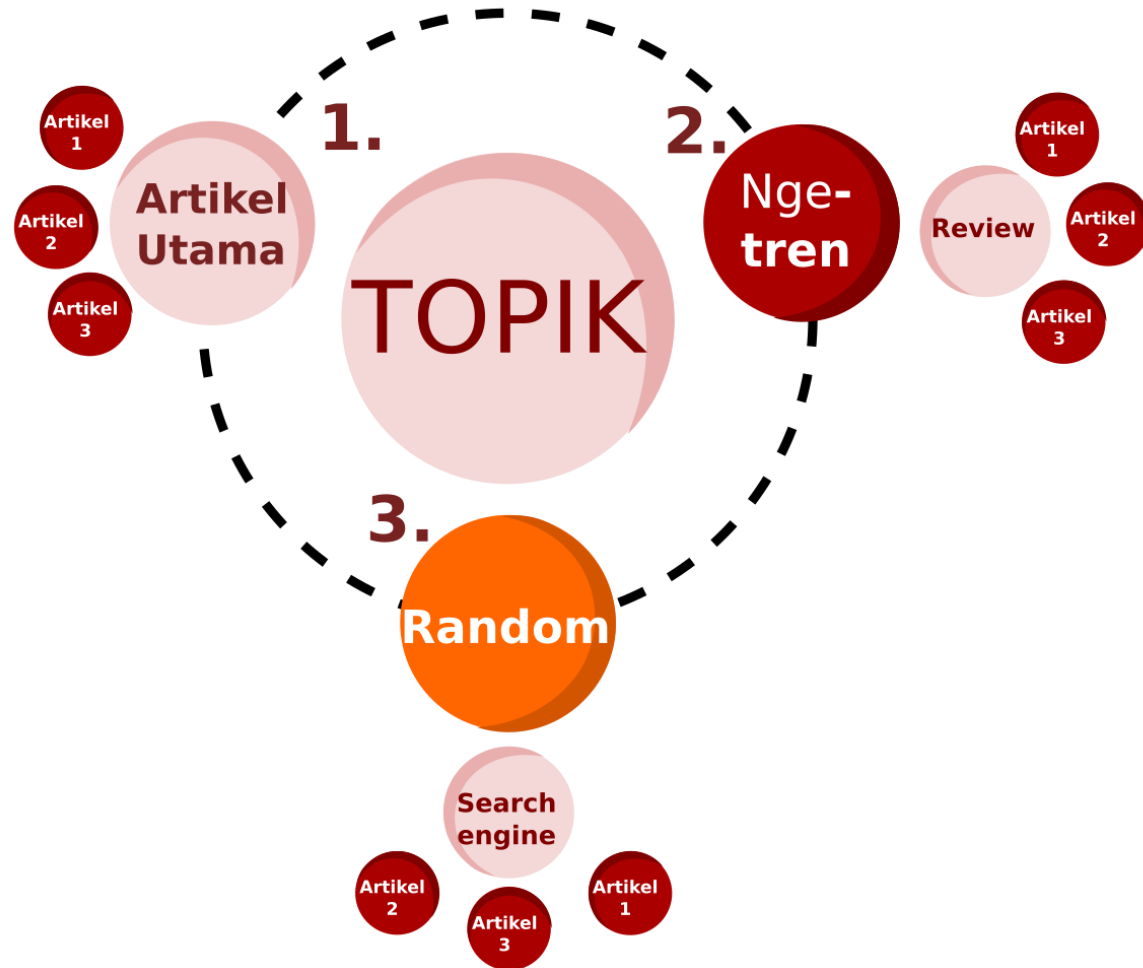 1.
Artikel
Utama
Artikel
1
Artikel
2
Artikel
3
TOPIK
2.
Nge-
tren
Review
Artikel
1
Artikel
2
Artikel
3
3.
Random
Search
engine
Artikel
2
Artikel
3
Artikel
1